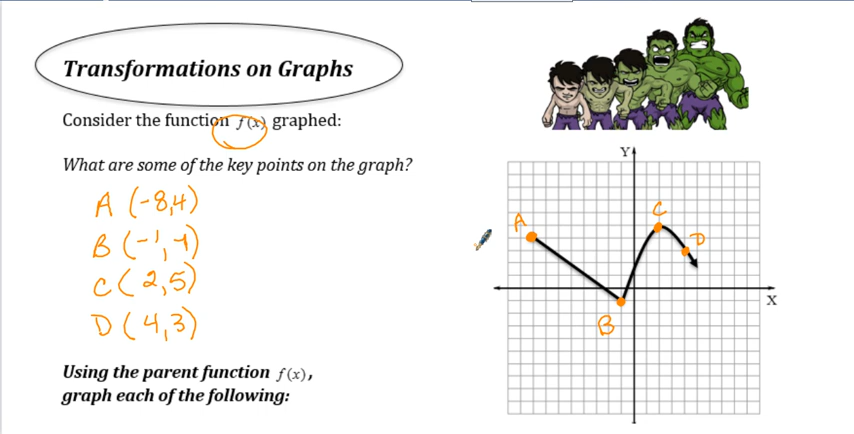 Transformations on Graphs
Consider the function f(x) graphed:
What are some of the key points on the graph?
A (-8,4)
B (-1,-1)
C (2,5)
D (4,3)
Using the parent function f(x),
graph each of the following:
Y
A
C
D
X
B